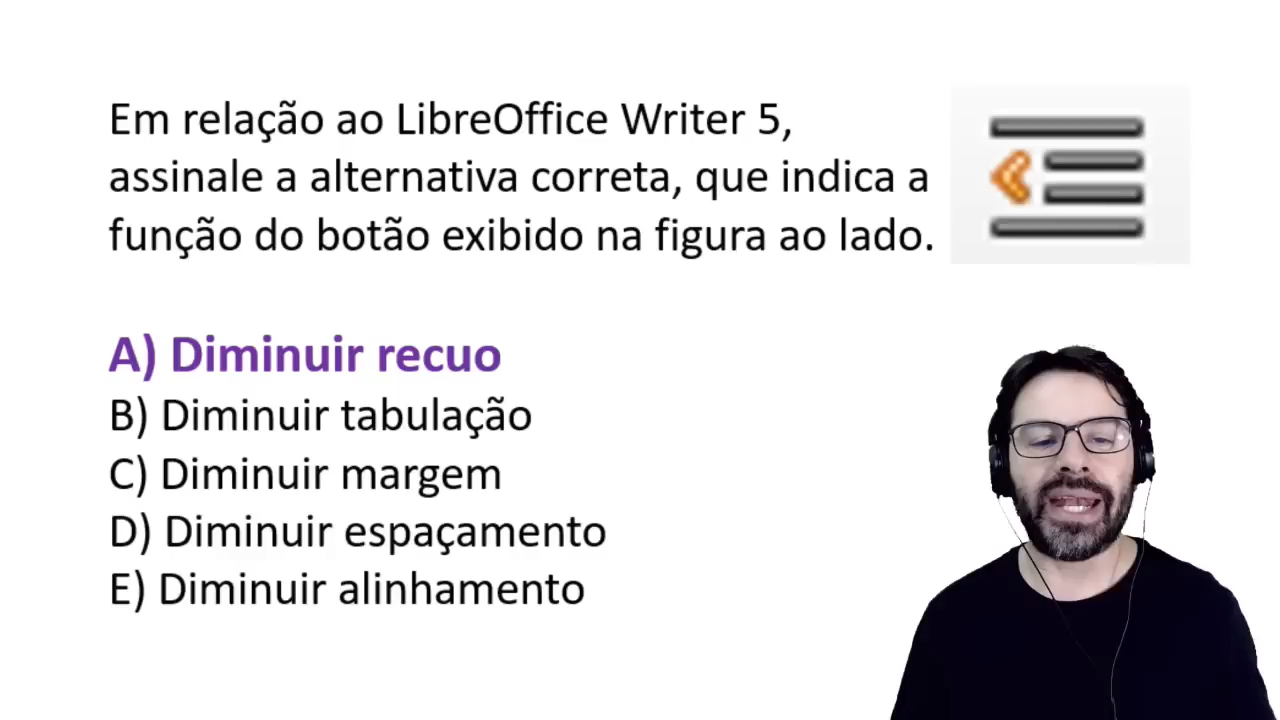 Em relação ao LibreOffice Writer 5,
assinale a alternativa correta, que indica a
função do botão exibido na figura ao lado.
A) Diminuir recuo
B) Diminuir tabulação
C) Diminuir margem
D) Diminuir espaçamento
E) Diminuir alinhamento